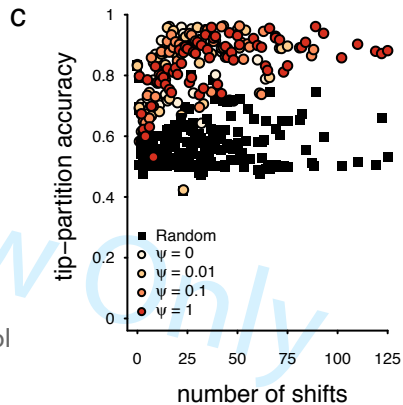 c
1
0.8
0.6
0.4
0.2
0
tip-partition accuracy
Random
ψ = 0
ψ = 0.01
ψ = 0.1
ψ = 1
0 25 50 75 100 125
number of shifts
w Only
ol